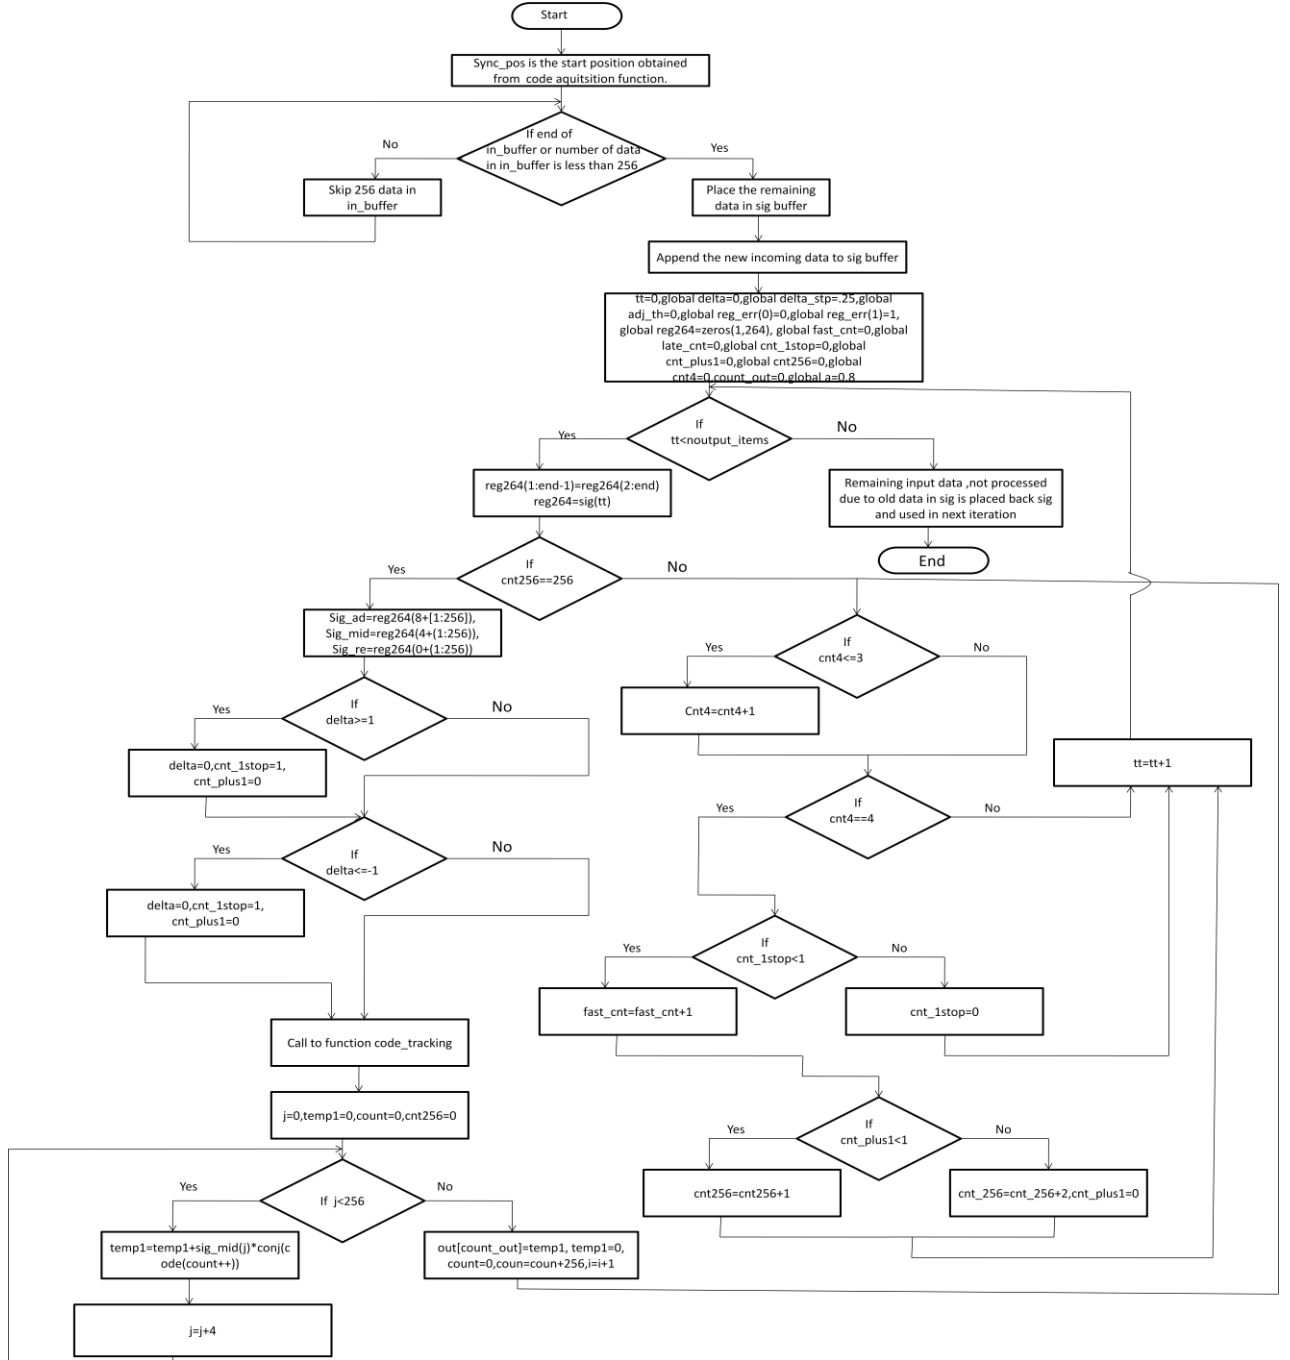 Start
Sync_pos is the start position obtained
from  code aquitsition function.
If end of
in_buffer or number of data
in in_buffer is less than 256
No
Yes
Skip 256 data in
in_buffer
Place the remaining
data in sig buffer
Append the new incoming data to sig buffer
tt=0,global delta=0,global delta_stp=.25,global
adj_th=0,global reg_err(0)=0,global reg_err(1)=1,
global reg264=zeros(1,264), global fast_cnt=0,global
late_cnt=0,global cnt_1stop=0,global
cnt_plus1=0,global cnt256=0,global
cnt4=0,count_out=0,global a=0.8
If
tt<noutput_items
Yes
No
reg264(1:end-1)=reg264(2:end)
reg264=sig(tt)
Remaining input data ,not processed
due to old data in sig is placed back sig
and used in next iteration
End
If
cnt256==256
Yes
No
Sig_ad=reg264(8+[1:256]),
Sig_mid=reg264(4+(1:256)),
Sig_re=reg264(0+(1:256))
If
cnt4<=3
Yes
No
Cnt4=cnt4+1
If
delta>=1
Yes
No
delta=0,cnt_1stop=1,
cnt_plus1=0
tt=tt+1
If
cnt4==4
Yes
No
If
delta<=-1
Yes
No
delta=0,cnt_1stop=1,
cnt_plus1=0
If
cnt_1stop<1
Yes
No
fast_cnt=fast_cnt+1
cnt_1stop=0
Call to function code_tracking
j=0,temp1=0,count=0,cnt256=0
If
cnt_plus1<1
Yes
No
cnt256=cnt256+1
cnt_256=cnt_256+2,cnt_plus1=0
If  j<256
Yes
No
temp1=temp1+sig_mid(j)*conj(c
ode(count++))
out[count_out]=temp1, temp1=0,
count=0,coun=coun+256,i=i+1
j=j+4